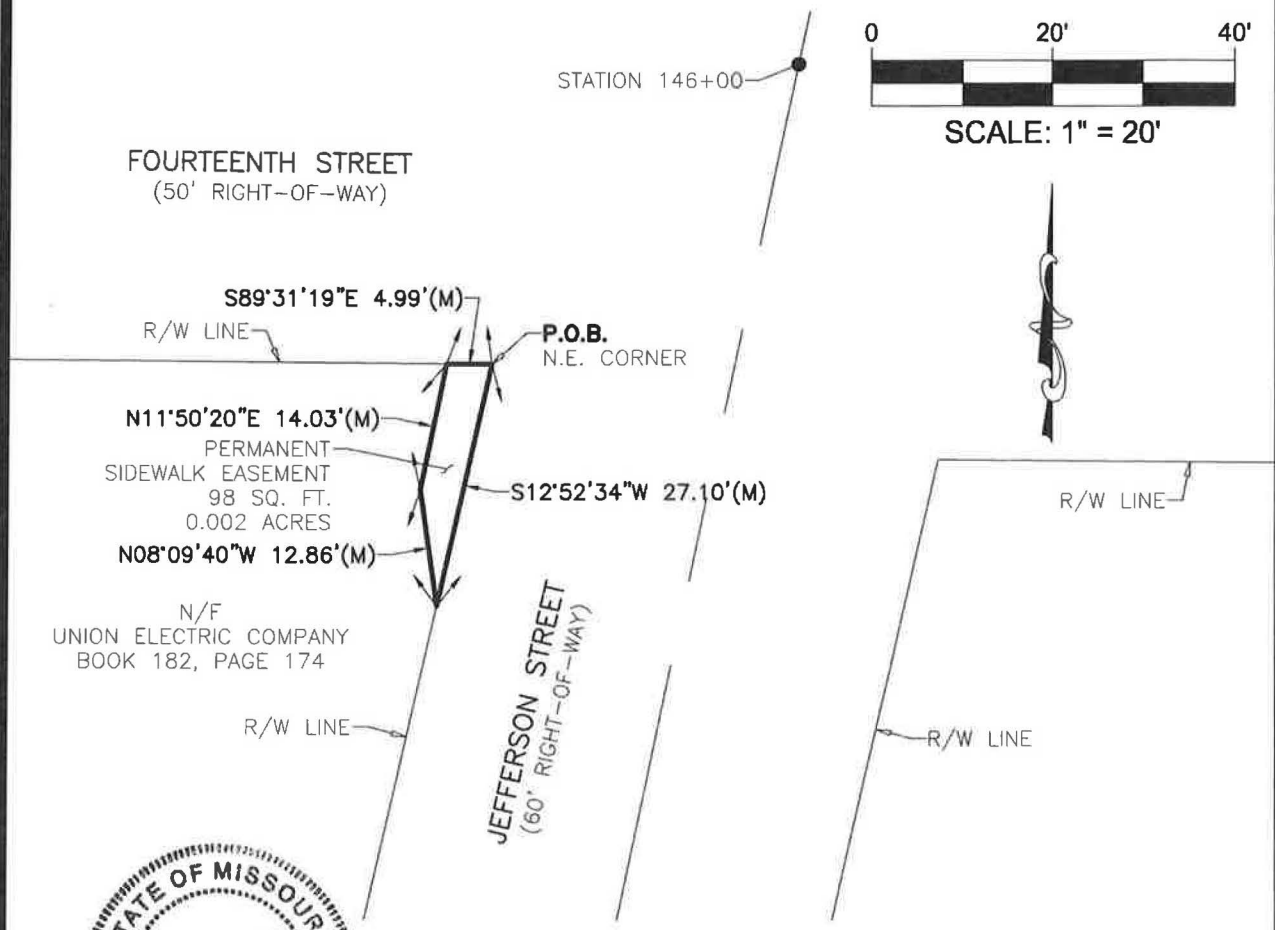 0 20' 40'
SCALE: 1" = 20'
STATION 146+00
FOURTEENTH STREET
(50' RIGHT-OF-WAY)
S89°31'19"E 4.99'(M)
R/W LINE
P.O.B.
N.E. CORNER
N11°50'20"E 14.03'(M)
PERMANENT
SIDEWALK EASEMENT
98 SQ. FT.
0.002 ACRES
S12°52'34"W 27.10'(M)
R/W LINE
N08°09'40"W 12.86'(M)
N/F
UNION ELECTRIC COMPANY
BOOK 182, PAGE 174
JEFFERSON STREET
(60' RIGHT-OF-WAY)
R/W LINE
R/W LINE
STATE OF MISSOUR